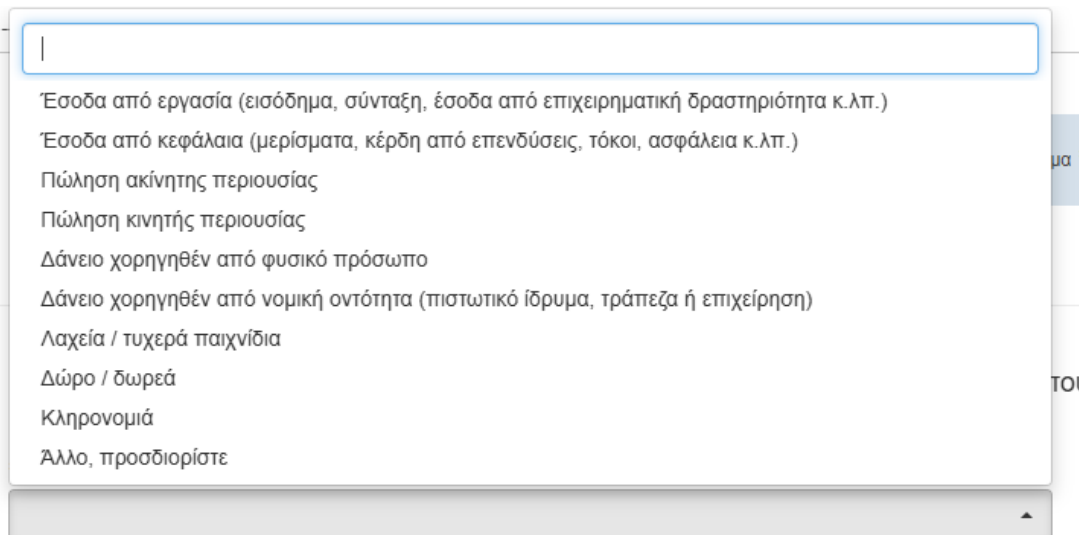 Έσοδα από εργασία (εισόδημα, σύνταξη, έσοδα από επιχειρηματική δραστηριότητα κ.λπ.)
Έσοδα από κεφάλαια (μερίσματα, κέρδη από επενδύσεις, τόκοι, ασφάλεια κ.λπ.)
Πώληση ακίνητης περιουσίας
Πώληση κινητής περιουσίας
Δάνειο χορηγηθέν από φυσικό πρόσωπο
Δάνειο χορηγηθέν από νομική οντότητα (πιστωτικό ίδρυμα, τράπεζα ή επιχείρηση)
Λαχεία / τυχερά παιχνίδια
Δώρο / δωρεά
Κληρονομιά
Άλλο, προσδιορίστε